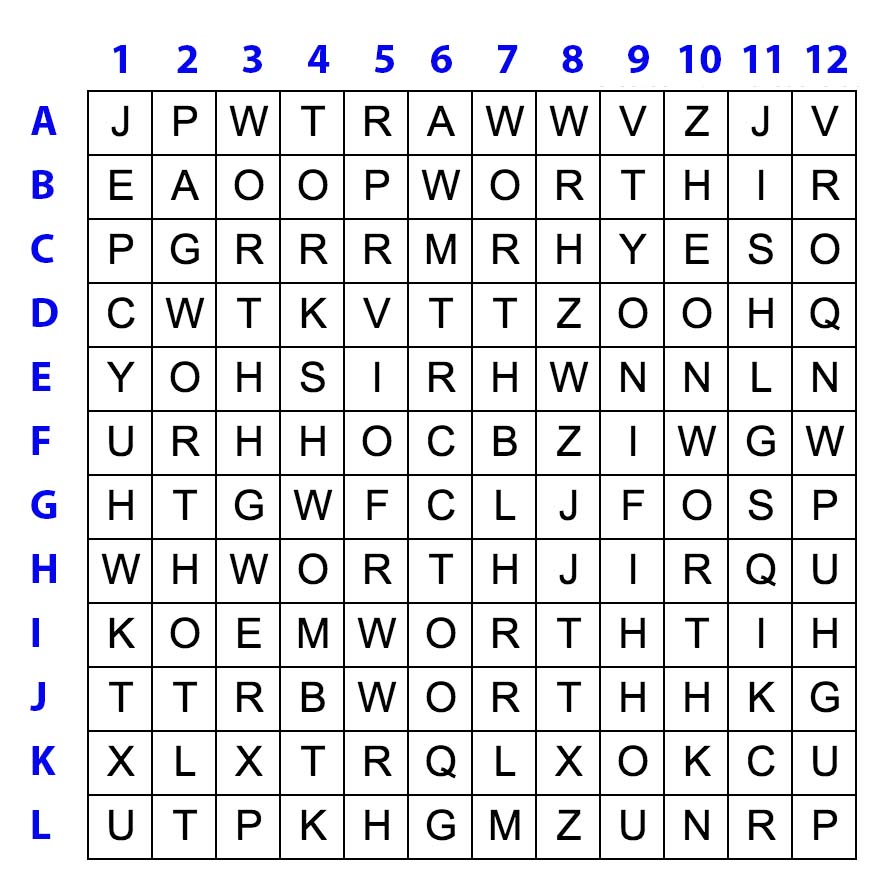 1 2 3 4 5 6 7 8 9 10 11 12
A J P W T R A W W V Z J V
B E A O O P W O R T H I R
C P G R R R M R H Y E S O
D C W T K V T T Z O O H Q
E Y O H S I R H W N N L N
F U R H H O C B Z I W G W
G H T G W F C L J F O S P
H W H W O R T H J I R Q U
I K O E M W O R T H T I H
J T T R B W O R T H H K G
K X L X T R Q L X O K C U
L U T P K H G M Z U N R P